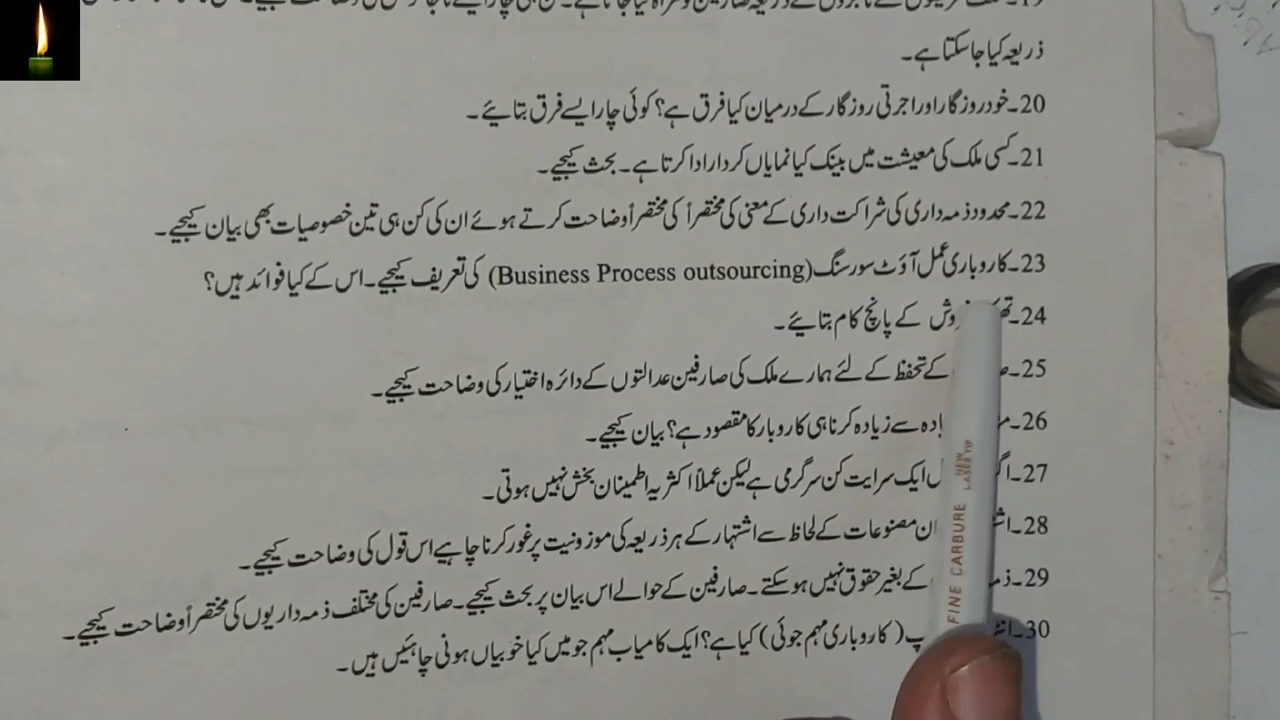 ذریعہ کیا جاسکتا ہے۔
20۔خود روزگار اور اجرتی روزگار کے درمیان کیا فرق ہے؟ کوئی چار ایسے فرق بتائیے۔
21۔کسی ملک کی معیشت میں بینک کیا نمایاں کردار ادا کرتا ہے۔ بحث کیجیے۔
22۔محدود ذمہ داری کی شراکت داری کے معنی کی مختصراً کی مختصراً وضاحت کرتے ہوئے ان کی کن ہی تین خصوصیات بھی بیان کیجیے۔
23۔کاروباری عمل آؤٹ سورسنگ(Business Process outsourcing) کی تعریف کیجیے۔اس کے کیا فوائد ہیں؟
24۔ کے پانچ کام بتائیے۔
25۔ کے تحفظ کے لئے ہمارے ملک کی صارفین عدالتوں کے دائرہ اختیار کی وضاحت کیجیے۔
26۔ سے زیادہ کرنا ہی کاروبار کا مقصود ہے؟ بیان کیجیے۔
27۔ ایک سرایت کن سرگرمی ہے لیکن عملاً اکثر یہ اطمینان بخش نہیں ہوتی۔
28۔ مصنوعات کے لحاظ سے اشتہار کے ہر ذریعہ کی موزونیت پر غور کرنا چاہیے اس قول کی وضاحت کیجیے۔
29۔ کے بغیر حقوق نہیں ہوسکتے۔صارفین کے حوالے اس بیان پر بحث کیجیے۔صارفین کی مختلف ذمہ داریوں کی مختصراً وضاحت کیجیے۔
30۔ (کاروباری مہم جوئی) کیا ہے؟ ایک کامیاب مہم جو میں کیا خوبیاں ہونی چاہئیں ہیں۔
FINE CARBURE
NEW LASER TIP